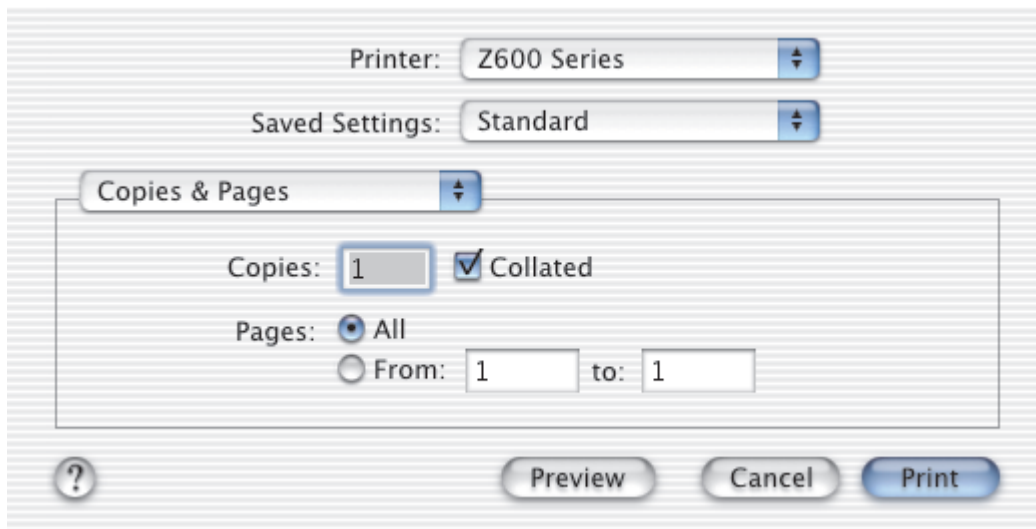 Printer: Z600 Series
Saved Settings: Standard
Copies & Pages
Copies: 1 Collated
Pages: All
From: 1 to: 1
? Preview Cancel Print